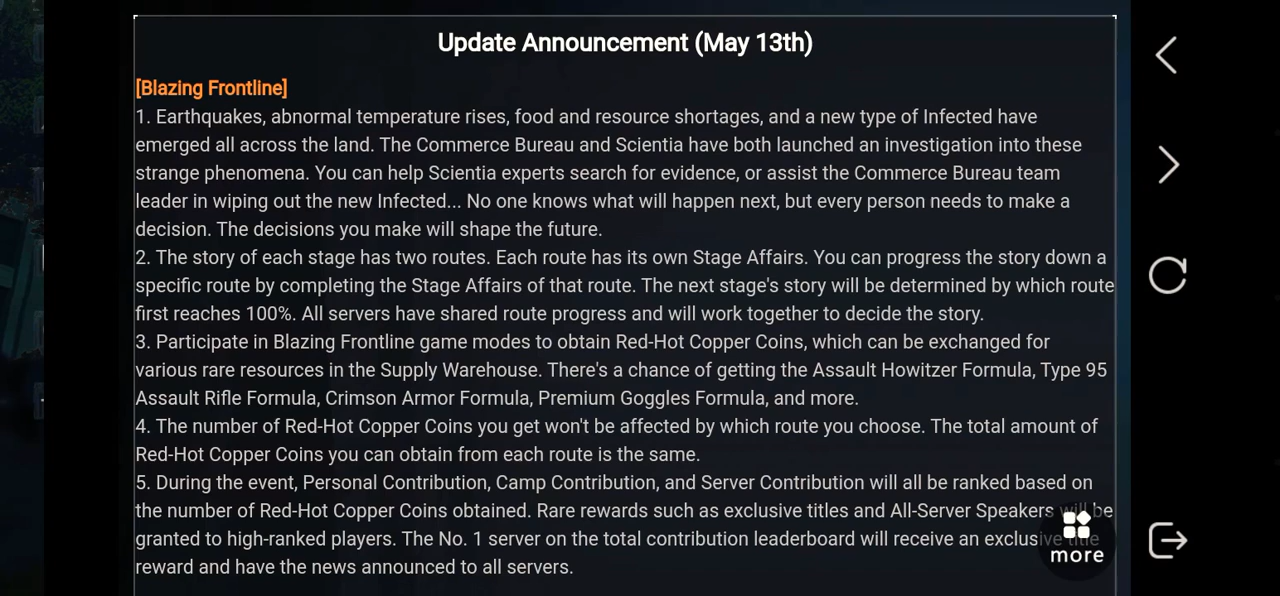 Update Announcement (May 13th)
[Blazing Frontline]
1. Earthquakes, abnormal temperature rises, food and resource shortages, and a new type of Infected have
emerged all across the land. The Commerce Bureau and Scientia have both launched an investigation into these
strange phenomena. You can help Scientia experts search for evidence, or assist the Commerce Bureau team
leader in wiping out the new Infected... No one knows what will happen next, but every person needs to make a
decision. The decisions you make will shape the future.
2. The story of each stage has two routes. Each route has its own Stage Affairs. You can progress the story down a
specific route by completing the Stage Affairs of that route. The next stage's story will be determined by which route
first reaches 100%. All servers have shared route progress and will work together to decide the story.
3. Participate in Blazing Frontline game modes to obtain Red-Hot Copper Coins, which can be exchanged for
various rare resources in the Supply Warehouse. There's a chance of getting the Assault Howitzer Formula, Type 95
Assault Rifle Formula, Crimson Armor Formula, Premium Goggles Formula, and more.
4. The number of Red-Hot Copper Coins you get won't be affected by which route you choose. The total amount of
Red-Hot Copper Coins you can obtain from each route is the same.
5. During the event, Personal Contribution, Camp Contribution, and Server Contribution will all be ranked based on
the number of Red-Hot Copper Coins obtained. Rare rewards such as exclusive titles and All-Server Speakers will be
granted to high-ranked players. The No. 1 server on the total contribution leaderboard will receive an exclusive title
reward and have the news announced to all servers.
more